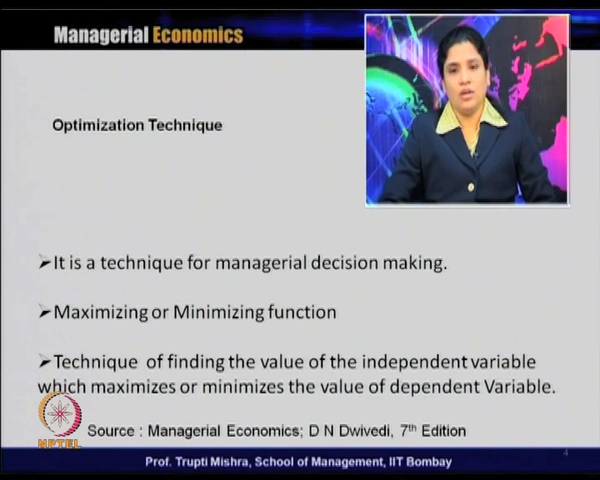 Managerial Economics
Optimization Technique
➢It is a technique for managerial decision making.
➢Maximizing or Minimizing function
➢Technique of finding the value of the independent variable
which maximizes or minimizes the value of dependent Variable.
Source : Managerial Economics; D N Dwivedi, 7th Edition
NPTEL
4
Prof. Trupti Mishra, School of Management, IIT Bombay